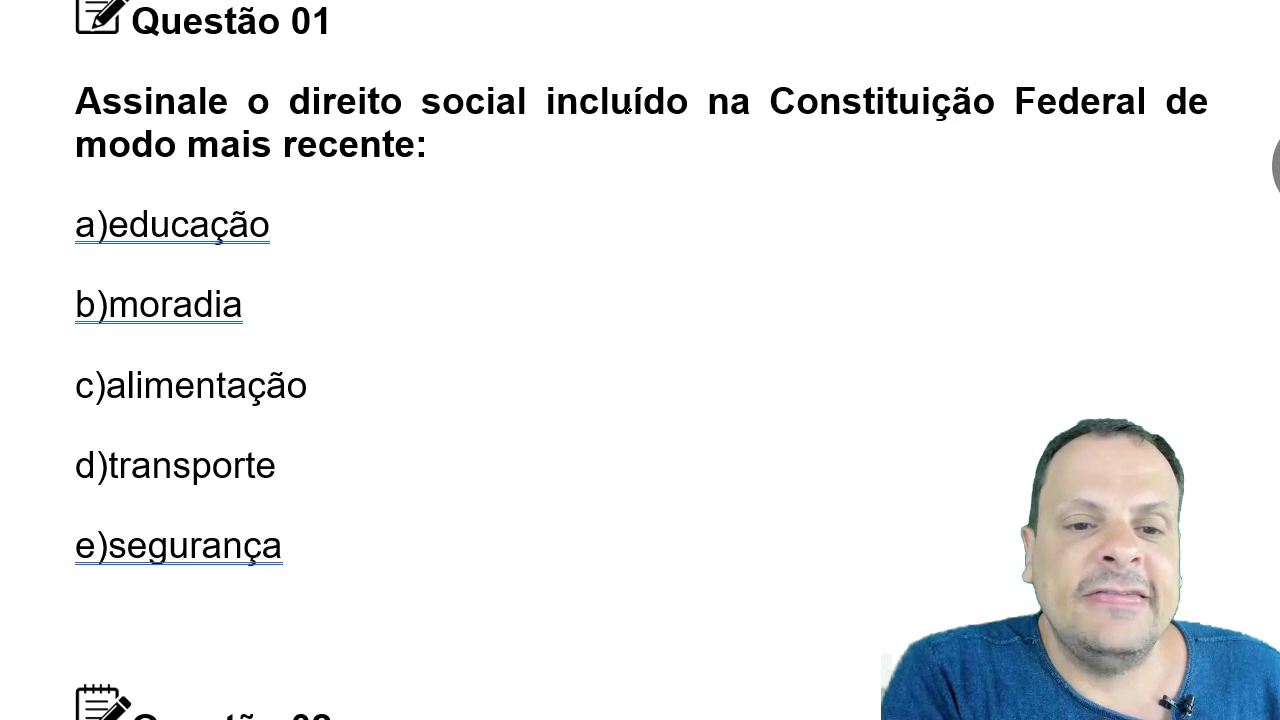 Questão 01
Assinale o direito social incluído na Constituição Federal de
modo mais recente:
a)educação
b)moradia
c)alimentação
d)transporte
e)segurança